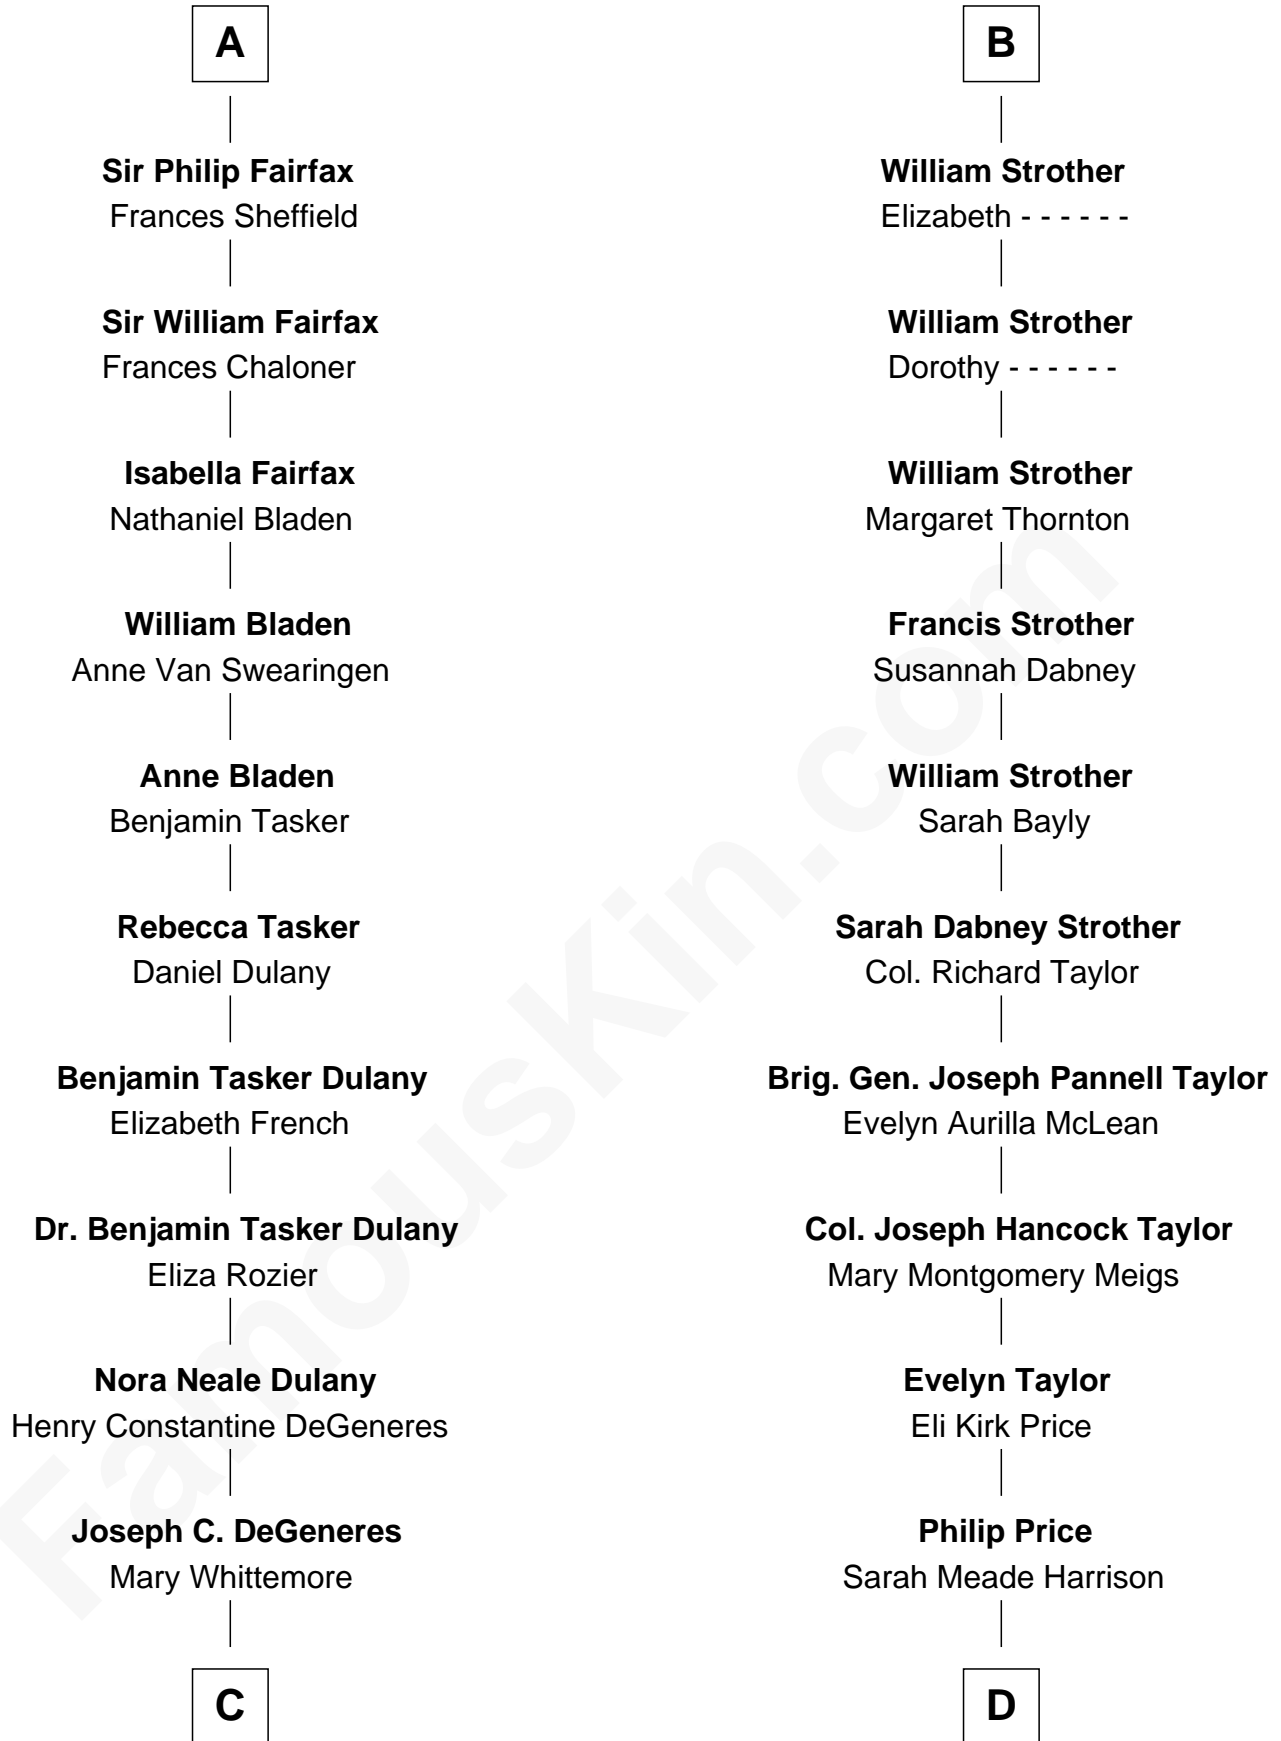 A
Sir Philip Fairfax
Frances Sheffield
Sir William Fairfax
Frances Chaloner
Isabella Fairfax
Nathaniel Bladen
William Bladen
Anne Van Swearingen
Anne Bladen
Benjamin Tasker
Rebecca Tasker
Daniel Dulany
Benjamin Tasker Dulany
Elizabeth French
Dr. Benjamin Tasker Dulany
Eliza Rozier
Nora Neale Dulany
Henry Constantine DeGeneres
Joseph C. DeGeneres
Mary Whittemore
C
B
William Strother
Elizabeth - - - - - -
William Strother
Dorothy - - - - - -
William Strother
Margaret Thornton
Francis Strother
Susannah Dabney
William Strother
Sarah Bayly
Sarah Dabney Strother
Col. Richard Taylor
Brig. Gen. Joseph Pannell Taylor
Evelyn Aurilla McLean
Col. Joseph Hancock Taylor
Mary Montgomery Meigs
Evelyn Taylor
Eli Kirk Price
Philip Price
Sarah Meade Harrison
D
FamousKin.com